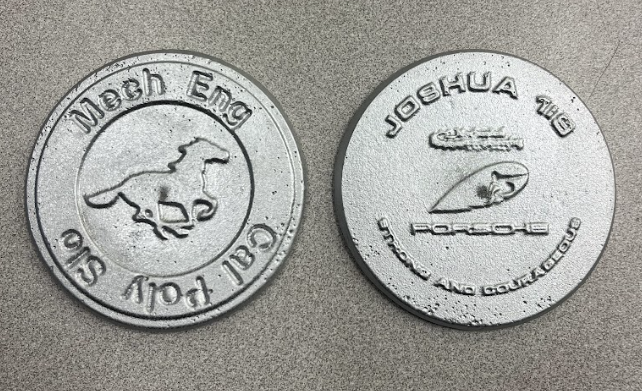 Mech Eng
Cal Poly Slo
JOSHUA 1:9
PORSCHE
STRONG AND COURAGEOUS